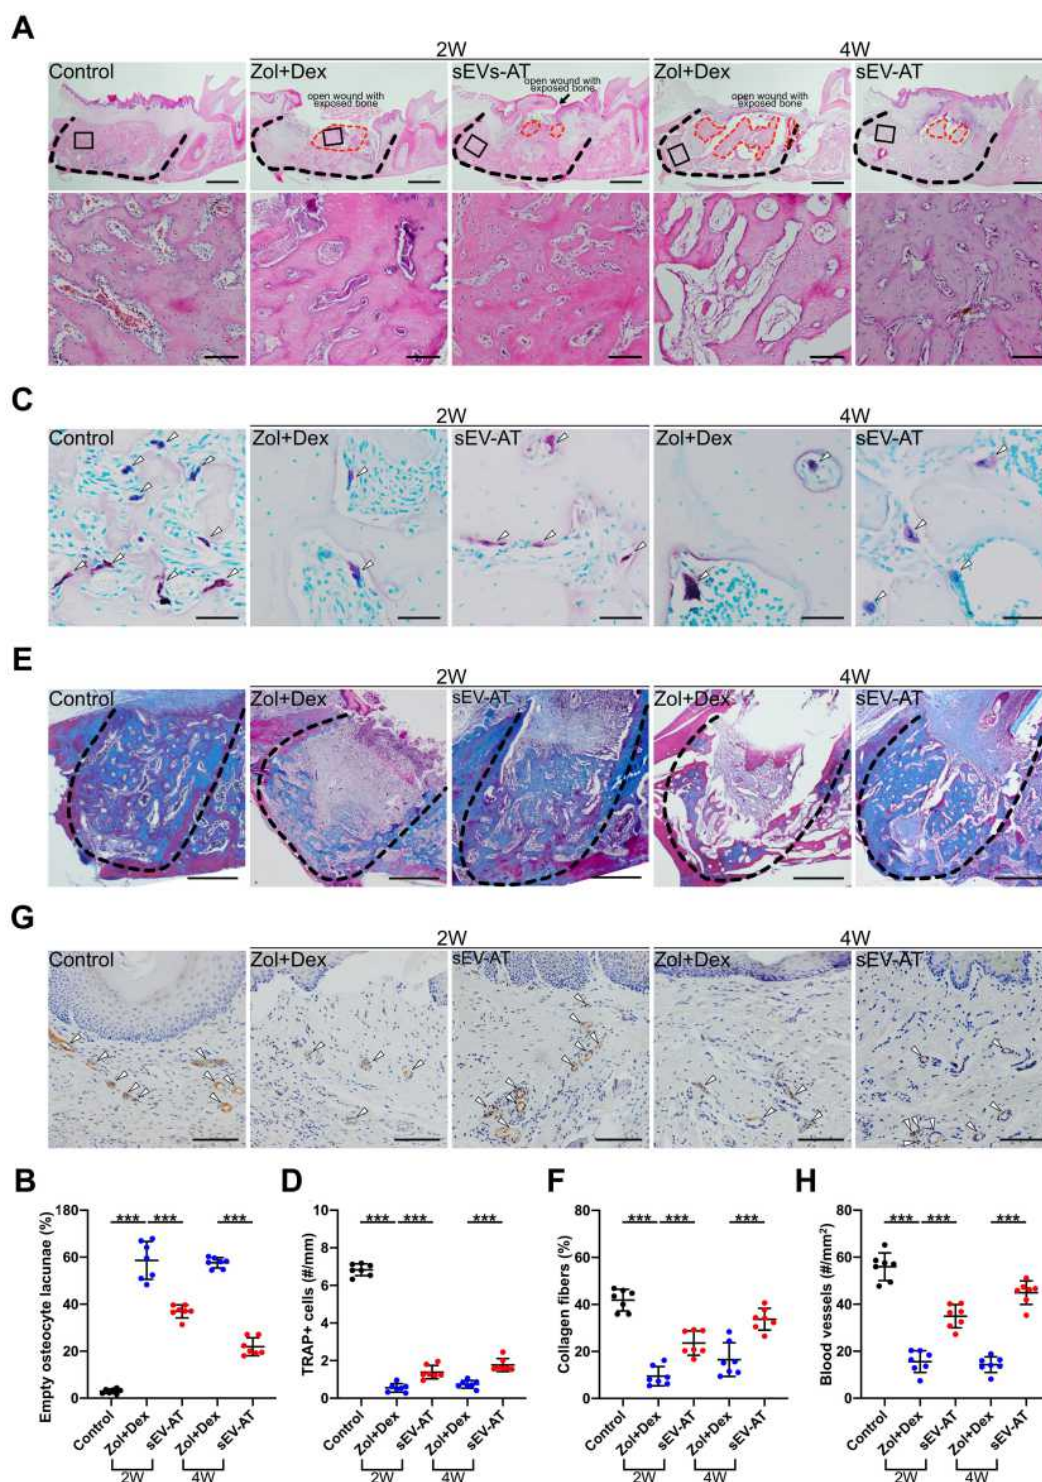 A
2W
4W
Control
Zol+Dex
sEVs-AT
Zol+Dex
sEV-AT
open wound with
exposed bone
open wound with
exposed bone
open wound with
exposed bone
C
2W
4W
Control
Zol+Dex
sEV-AT
Zol+Dex
sEV-AT
E
2W
4W
Control
Zol+Dex
sEV-AT
Zol+Dex
sEV-AT
G
2W
4W
Control
Zol+Dex
sEV-AT
Zol+Dex
sEV-AT
B
Empty osteocyte lacunae (%)
180
60
40
20
0
*** *** ***
Control
Zol+Dex
sEV-AT
Zol+Dex
sEV-AT
2W 4W
D
TRAP+ cells (#/mm)
10
8
6
4
2
0
*** *** ***
Control
Zol+Dex
sEV-AT
Zol+Dex
sEV-AT
2W 4W
F
Collagen fibers (%)
80
60
40
20
0
*** *** ***
Control
Zol+Dex
sEV-AT
Zol+Dex
sEV-AT
2W 4W
H
Blood vessels (#/mm²)
80
60
40
20
0
*** *** ***
Control
Zol+Dex
sEV-AT
Zol+Dex
sEV-AT
2W 4W